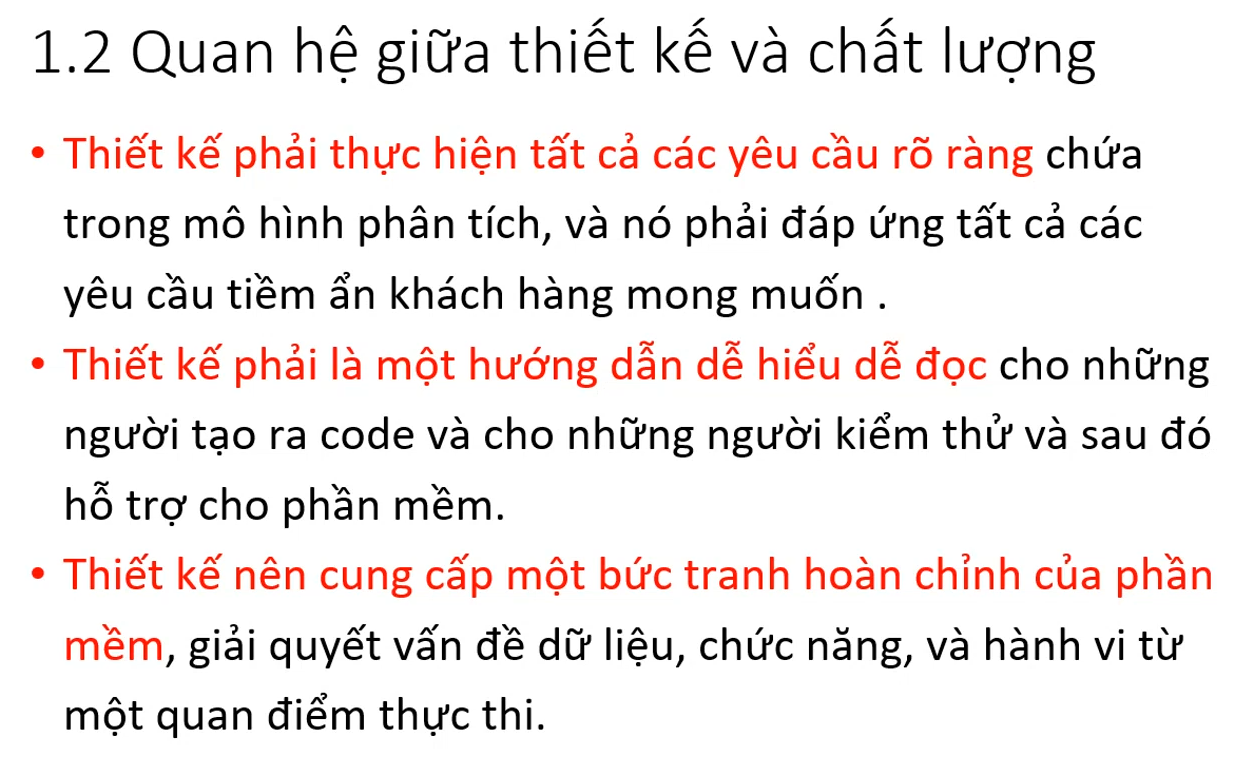 1.2 Quan hệ giữa thiết kế và chất lượng
• Thiết kế phải thực hiện tất cả các yêu cầu rõ ràng chứa
trong mô hình phân tích, và nó phải đáp ứng tất cả các
yêu cầu tiềm ẩn khách hàng mong muốn .
• Thiết kế phải là một hướng dẫn dễ hiểu dễ đọc cho những
người tạo ra code và cho những người kiểm thử và sau đó
hỗ trợ cho phần mềm.
• Thiết kế nên cung cấp một bức tranh hoàn chỉnh của phần
mềm, giải quyết vấn đề dữ liệu, chức năng, và hành vi từ
một quan điểm thực thi.